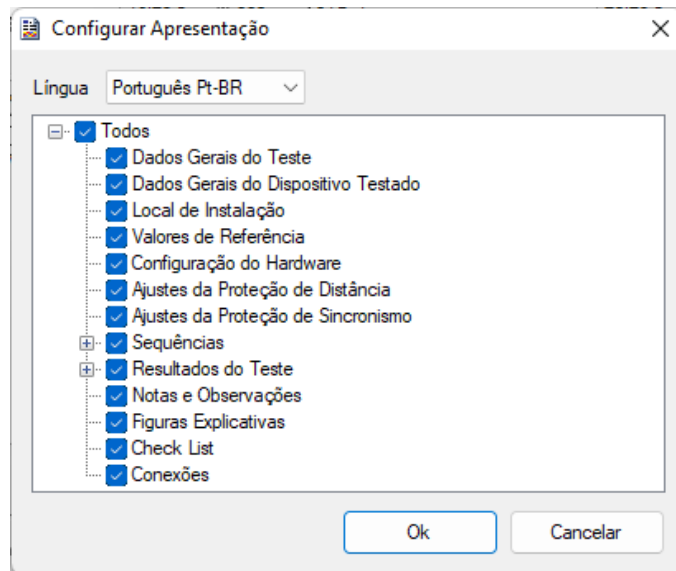 Configurar Apresentação
Língua Português Pt-BR
Todos
Dados Gerais do Teste
Dados Gerais do Dispositivo Testado
Local de Instalação
Valores de Referência
Configuração do Hardware
Ajustes da Proteção de Distância
Ajustes da Proteção de Sincronismo
Sequências
Resultados do Teste
Notas e Observações
Figuras Explicativas
Check List
Conexões
Ok Cancelar